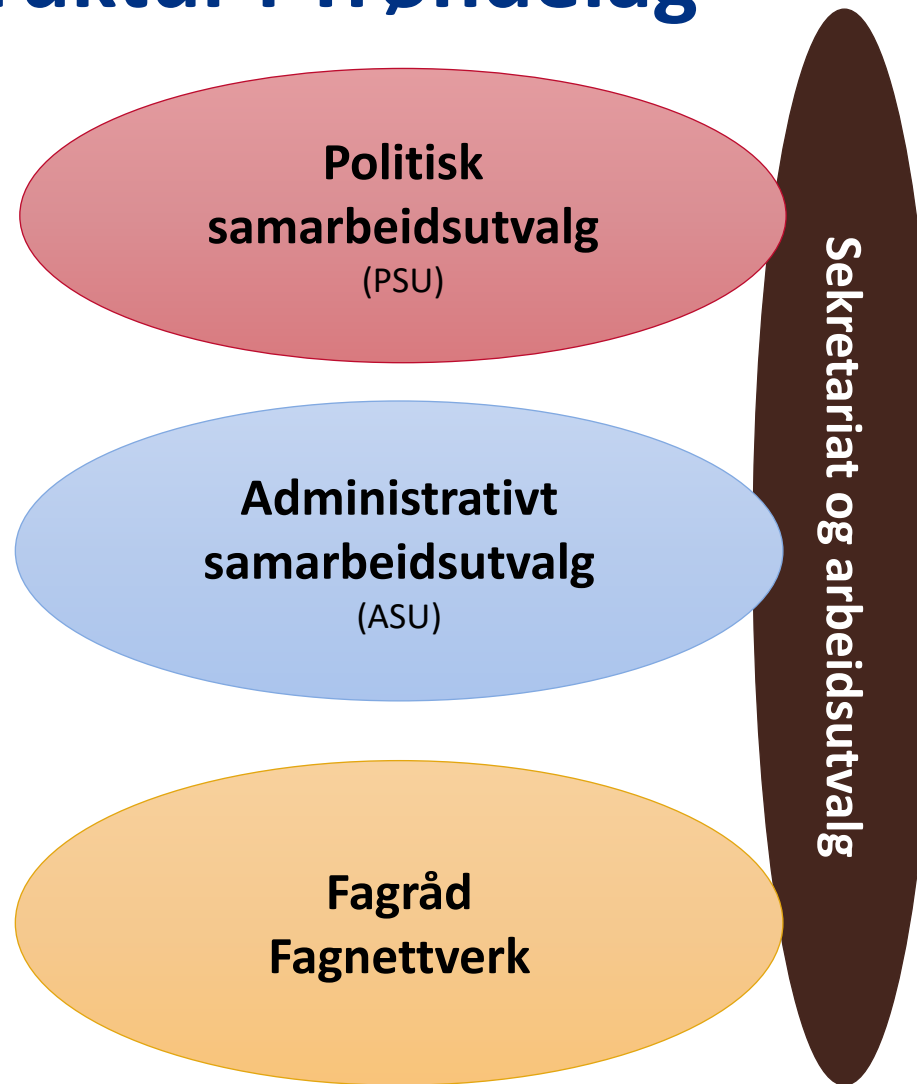 Politisk
samarbeidsutvalg
(PSU)
Administrativt
samarbeidsutvalg
(ASU)
Fagråd
Fagnettverk
Sekretariat og arbeidsutvalg